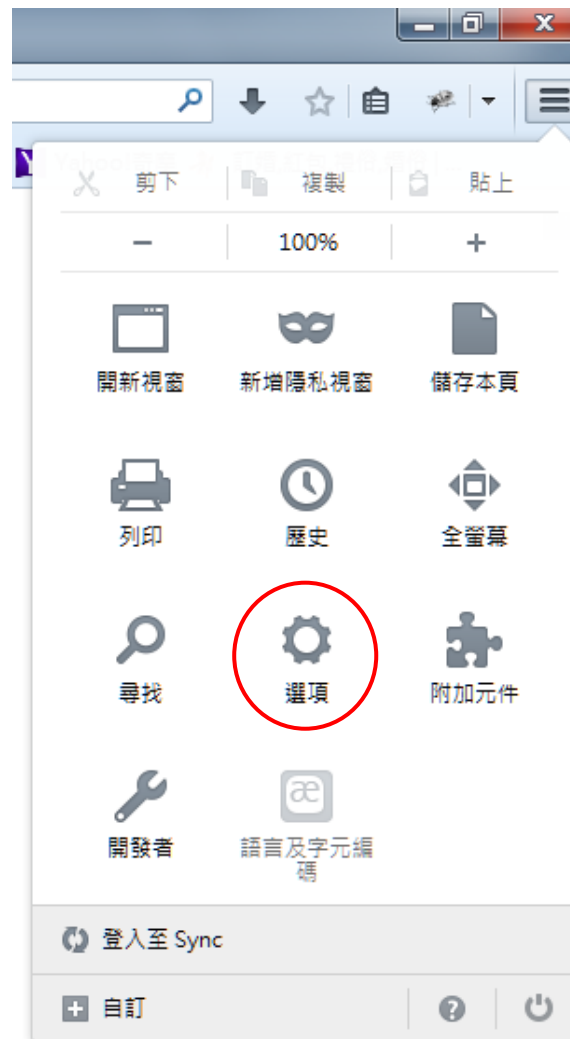 剪下 複製 貼上
100%
開新視窗 新增隱私視窗 儲存本頁
列印 歷史 全螢幕
尋找 選項 附加元件
開發者 語言及字元編
碼
登入至 Sync
自訂